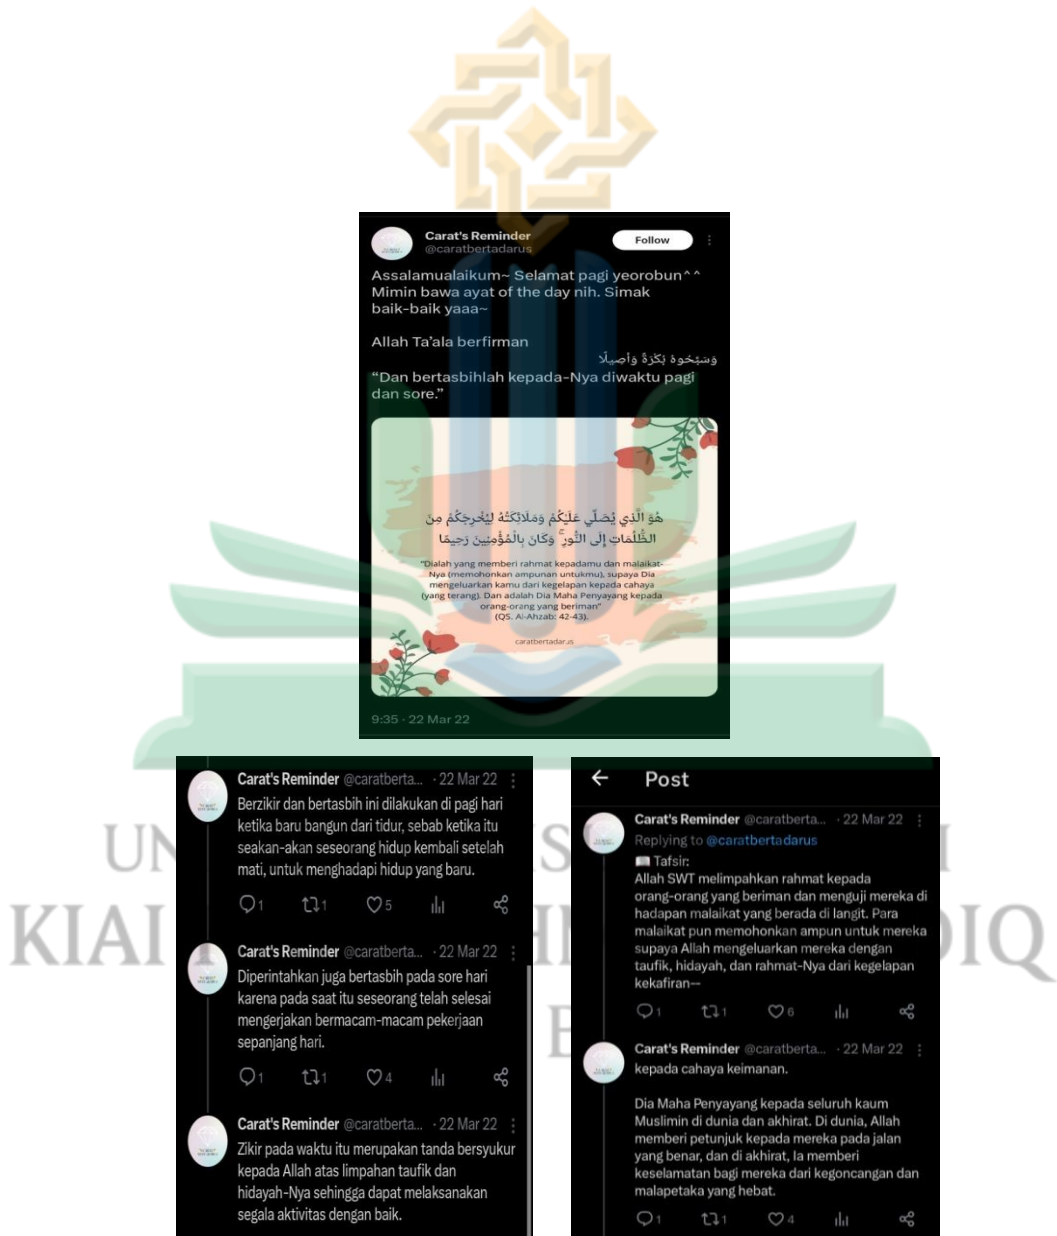 Carat's Reminder
@caratbertadarus
Follow
Assalamualaikum~ Selamat pagi yeorobun^^
Mimin bawa ayat of the day nih. Simak
baik-baik yaaa~
Allah Ta'ala berfirman
وَسَبِّحُوهُ بُكْرَةً وَأَصِيلًا
“Dan bertasbihlah kepada-Nya diwaktu pagi
dan sore.”
هُوَ الَّذِي يُصَلِّي عَلَيْكُمْ وَمَلَائِكَتُهُ لِيُخْرِجَكُمْ مِنَ
الظُّلُمَاتِ إِلَى النُّورِ ۚ وَكَانَ بِالْمُؤْمِنِينَ رَحِيمًا
"Dialah yang memberi rahmat kepadamu dan malaikat-
Nya (memohonkan ampunan untukmu), supaya Dia
mengeluarkan kamu dari kegelapan kepada cahaya
(yang terang). Dan adalah Dia Maha Penyayang kepada
orang-orang yang beriman"
(QS. Al-Ahzab: 42-43).
caratbertadarus
9:35 · 22 Mar 22
Carat's Reminder @caratberta... · 22 Mar 22
Berzikir dan bertasbih ini dilakukan di pagi hari
ketika baru bangun dari tidur, sebab ketika itu
seakan-akan seseorang hidup kembali setelah
mati, untuk menghadapi hidup yang baru.
1 1 5
Carat's Reminder @caratberta... · 22 Mar 22
Diperintahkan juga bertasbih pada sore hari
karena pada saat itu seseorang telah selesai
mengerjakan bermacam-macam pekerjaan
sepanjang hari.
1 1 4
Carat's Reminder @caratberta... · 22 Mar 22
Zikir pada waktu itu merupakan tanda bersyukur
kepada Allah atas limpahan taufik dan
hidayah-Nya sehingga dapat melaksanakan
segala aktivitas dengan baik.
Post
Carat's Reminder @caratberta... · 22 Mar 22
Replying to @caratbertadarus
📖 Tafsir:
Allah SWT melimpahkan rahmat kepada
orang-orang yang beriman dan menguji mereka di
hadapan malaikat yang berada di langit. Para
malaikat pun memohonkan ampun untuk mereka
supaya Allah mengeluarkan mereka dengan
taufik, hidayah, dan rahmat-Nya dari kegelapan
kekafiran--
1 1 6
Carat's Reminder @caratberta... · 22 Mar 22
kepada cahaya keimanan.
Dia Maha Penyayang kepada seluruh kaum
Muslimin di dunia dan akhirat. Di dunia, Allah
memberi petunjuk kepada mereka pada jalan
yang benar, dan di akhirat, Ia memberi
keselamatan bagi mereka dari kegoncangan dan
malapetaka yang hebat.
1 1 4
KIAI